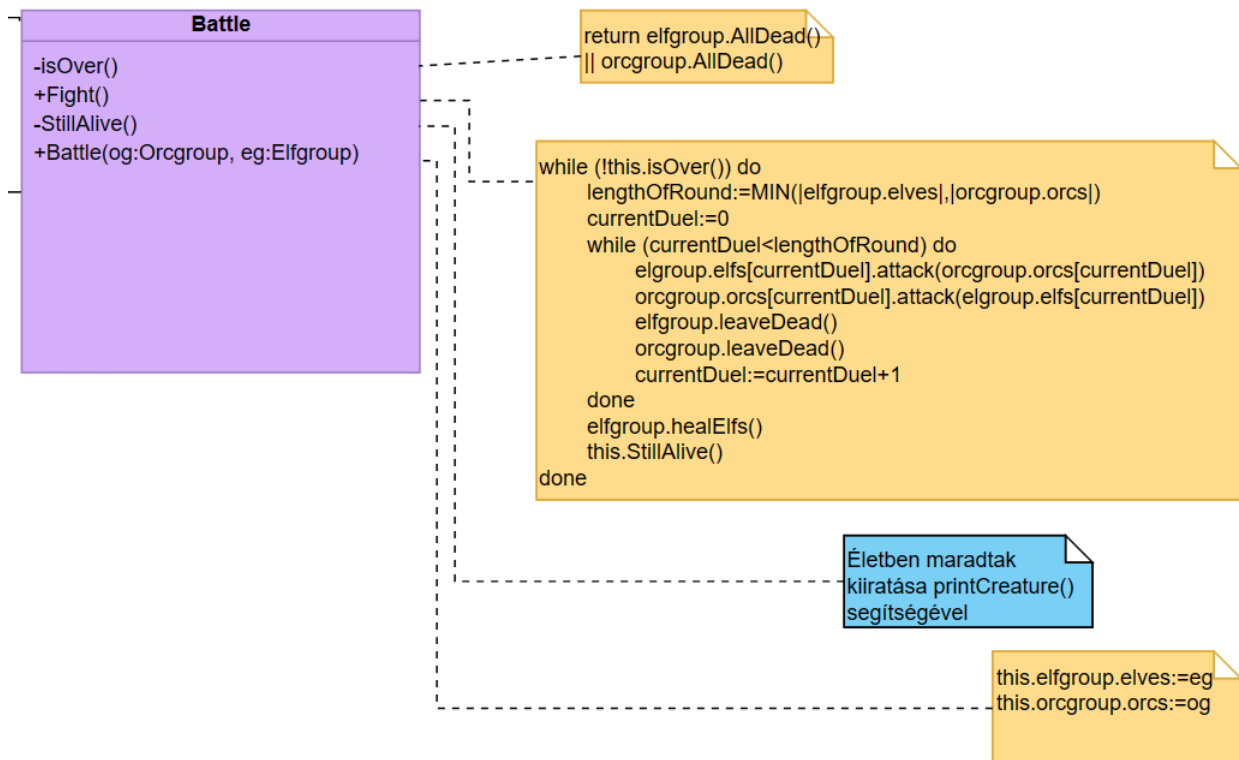 Battle
-isOver()
+Fight()
-StillAlive()
+Battle(og:Orcgroup, eg:Elfgroup)
return elfgroup.AllDead()
|| orcgroup.AllDead()
while (!this.isOver()) do
lengthOfRound:=MIN(|elfgroup.elves|,|orcgroup.orcs|)
currentDuel:=0
while (currentDuel<lengthOfRound) do
elgroup.elfs[currentDuel].attack(orcgroup.orcs[currentDuel])
orcgroup.orcs[currentDuel].attack(elgroup.elfs[currentDuel])
elfgroup.leaveDead()
orcgroup.leaveDead()
currentDuel:=currentDuel+1
done
elfgroup.healElfs()
this.StillAlive()
done
Életben maradtak
kiiratása printCreature()
segítségével
this.elfgroup.elves:=eg
this.orcgroup.orcs:=og